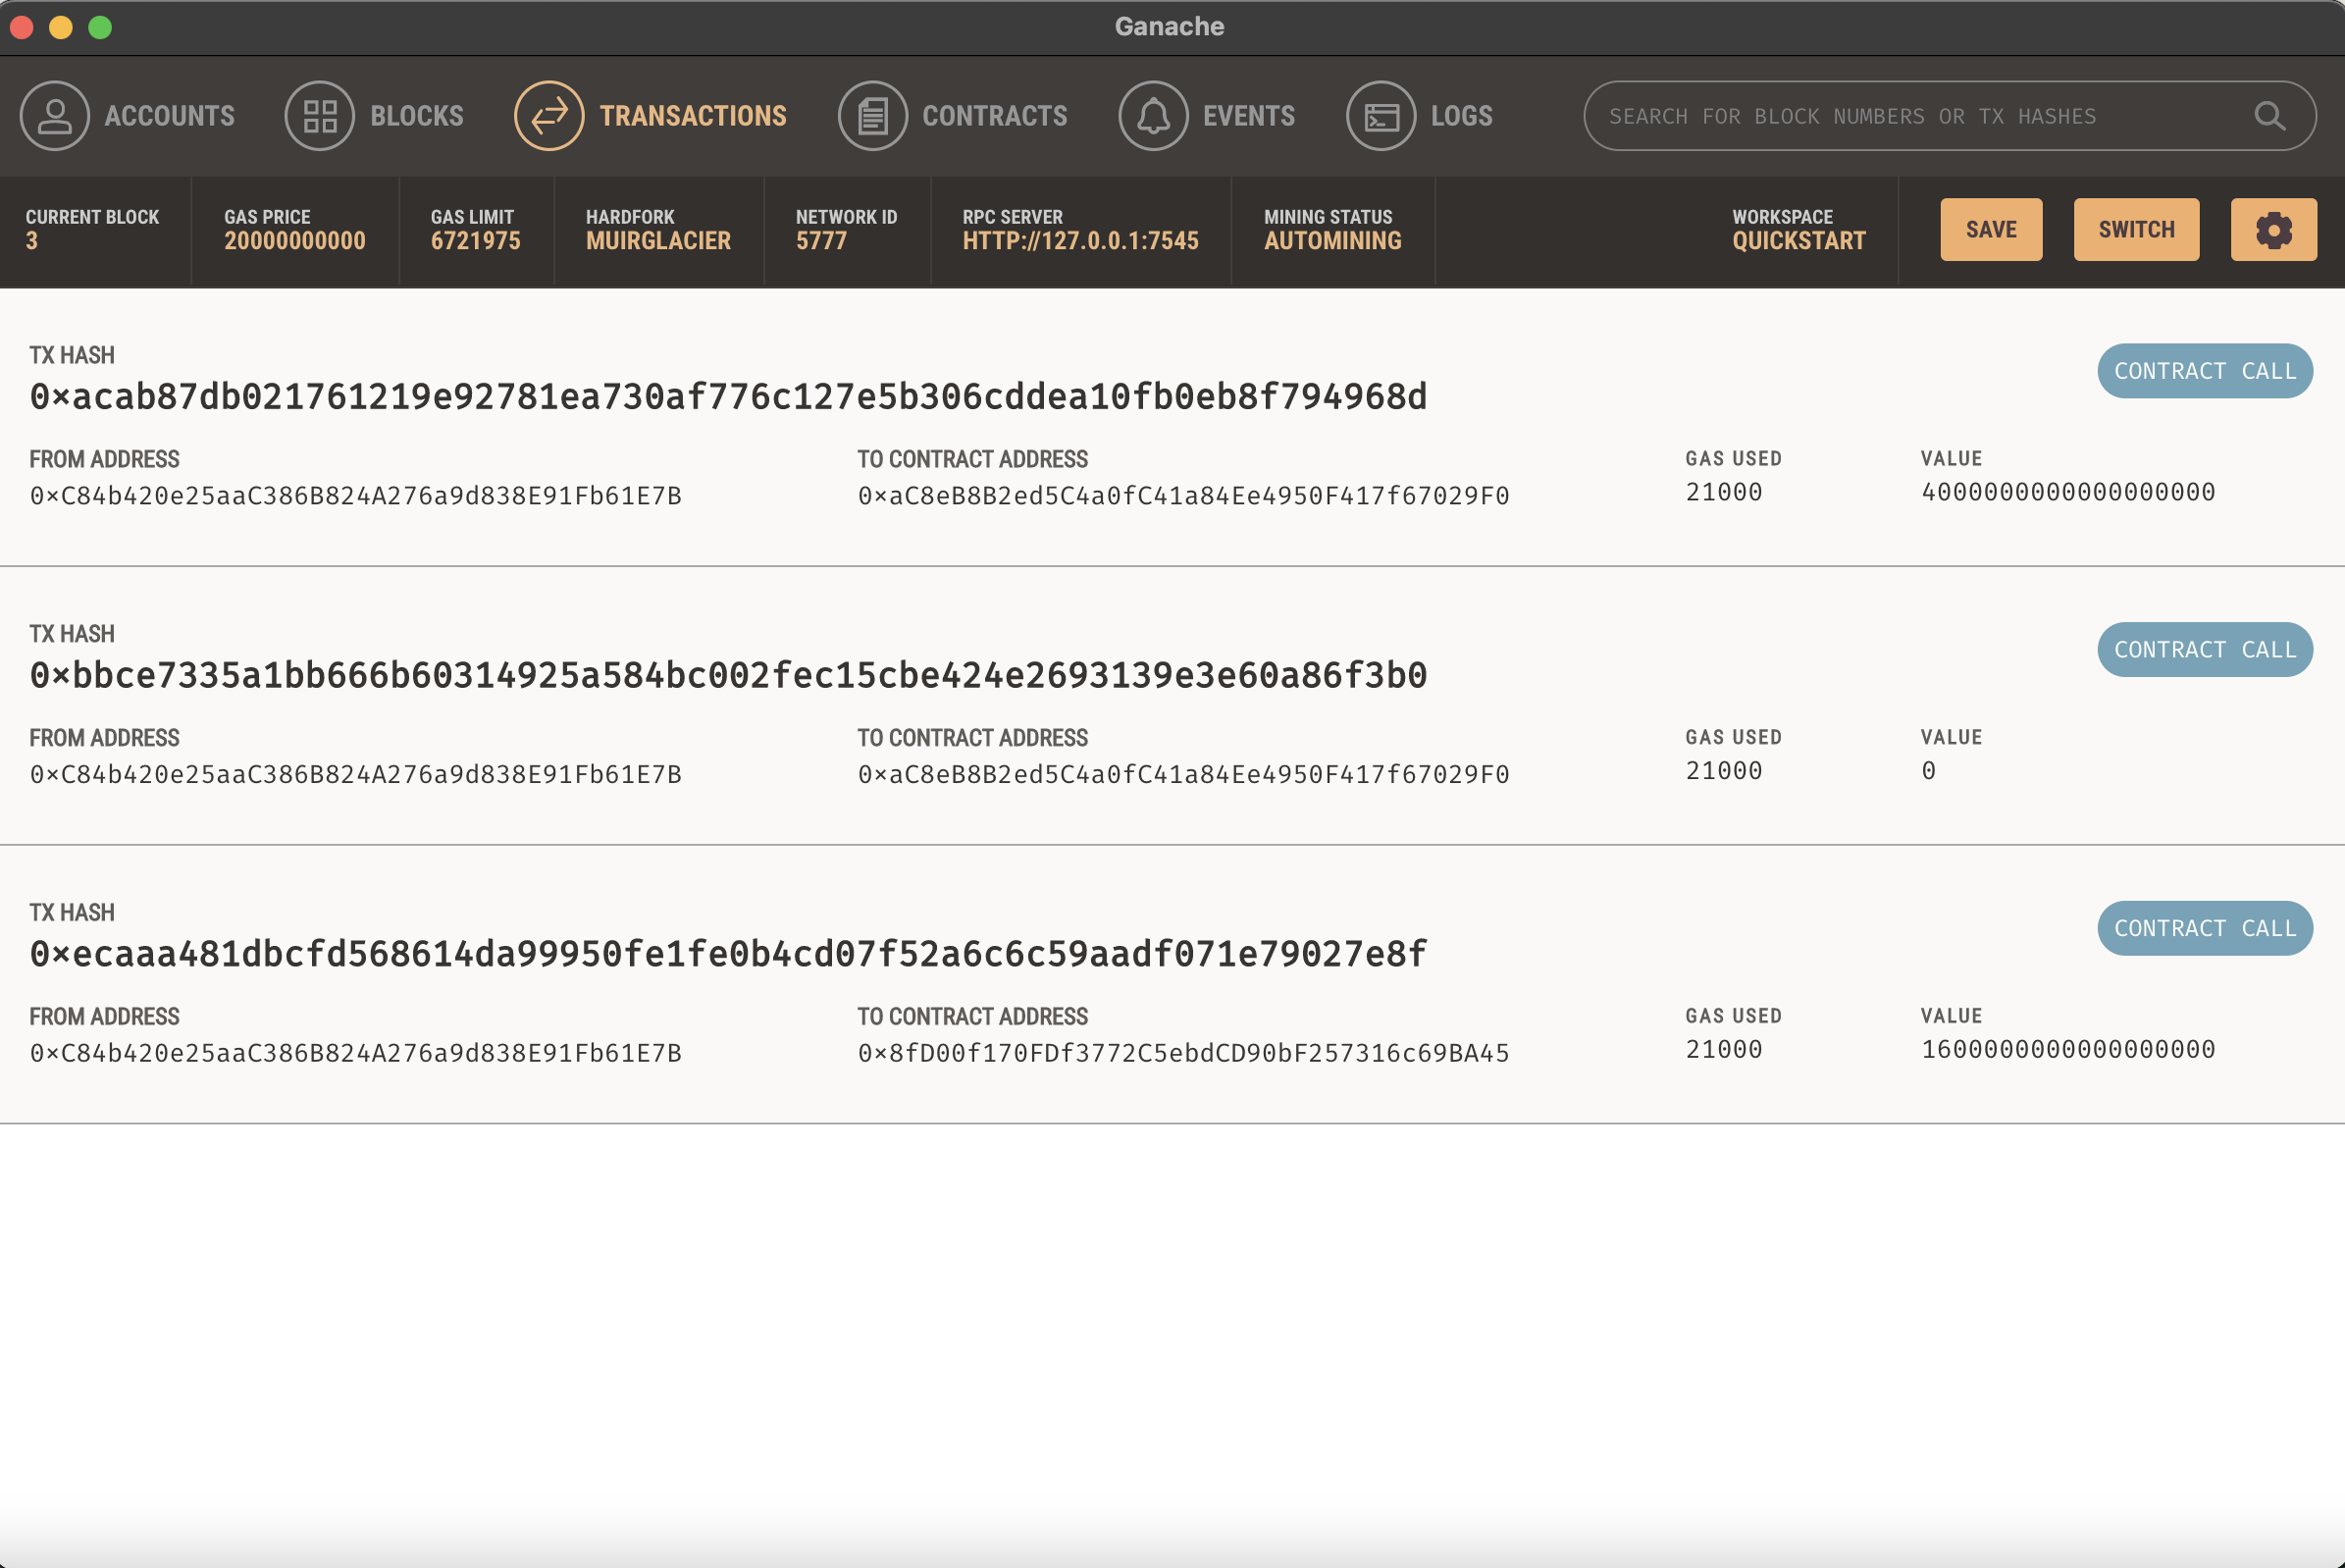 Ganache
ACCOUNTS BLOCKS TRANSACTIONS CONTRACTS EVENTS LOGS SEARCH FOR BLOCK NUMBERS OR TX HASHES
CURRENT BLOCK GAS PRICE GAS LIMIT HARDFORK NETWORK ID RPC SERVER MINING STATUS WORKSPACE
3 20000000000 6721975 MUIRGLACIER 5777 HTTP://127.0.0.1:7545 AUTOMINING QUICKSTART SAVE SWITCH
TX HASH
0×acab87db021761219e92781ea730af776c127e5b306cddea10fb0eb8f794968d CONTRACT CALL
FROM ADDRESS TO CONTRACT ADDRESS GAS USED VALUE
0×C84b420e25aaC386B824A276a9d838E91Fb61E7B 0×aC8eB8B2ed5C4a0fC41a84Ee4950F417f67029F0 21000 4000000000000000000
TX HASH
0×bbce7335a1bb666b60314925a584bc002fec15cbe424e2693139e3e60a86f3b0 CONTRACT CALL
FROM ADDRESS TO CONTRACT ADDRESS GAS USED VALUE
0×C84b420e25aaC386B824A276a9d838E91Fb61E7B 0×aC8eB8B2ed5C4a0fC41a84Ee4950F417f67029F0 21000 0
TX HASH
0×ecaaa481dbcfd568614da99950fe1fe0b4cd07f52a6c6c59aadf071e79027e8f CONTRACT CALL
FROM ADDRESS TO CONTRACT ADDRESS GAS USED VALUE
0×C84b420e25aaC386B824A276a9d838E91Fb61E7B 0×8fD00f170FDf3772C5ebdCD90bF257316c69BA45 21000 1600000000000000000